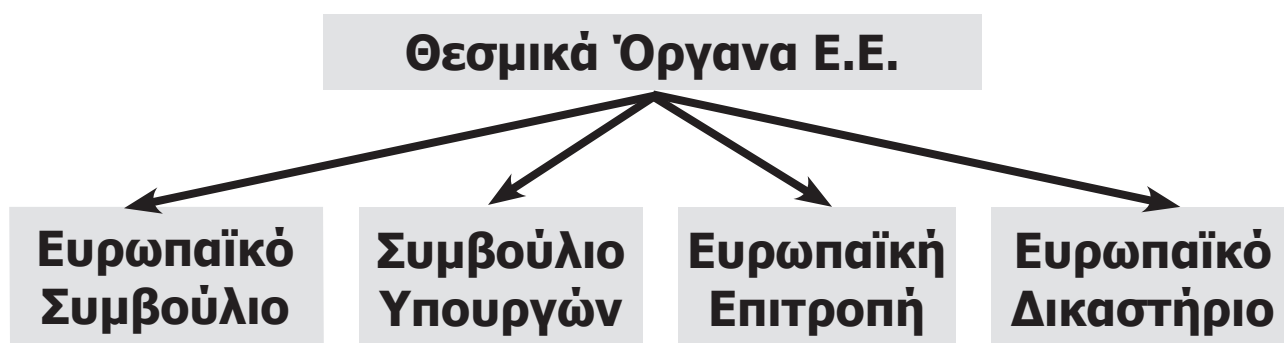 Θεσμικά Όργανα Ε.Ε.
Ευρωπαϊκό
Συμβούλιο
Συμβούλιο
Υπουργών
Ευρωπαϊκή
Επιτροπή
Ευρωπαϊκό
Δικαστήριο